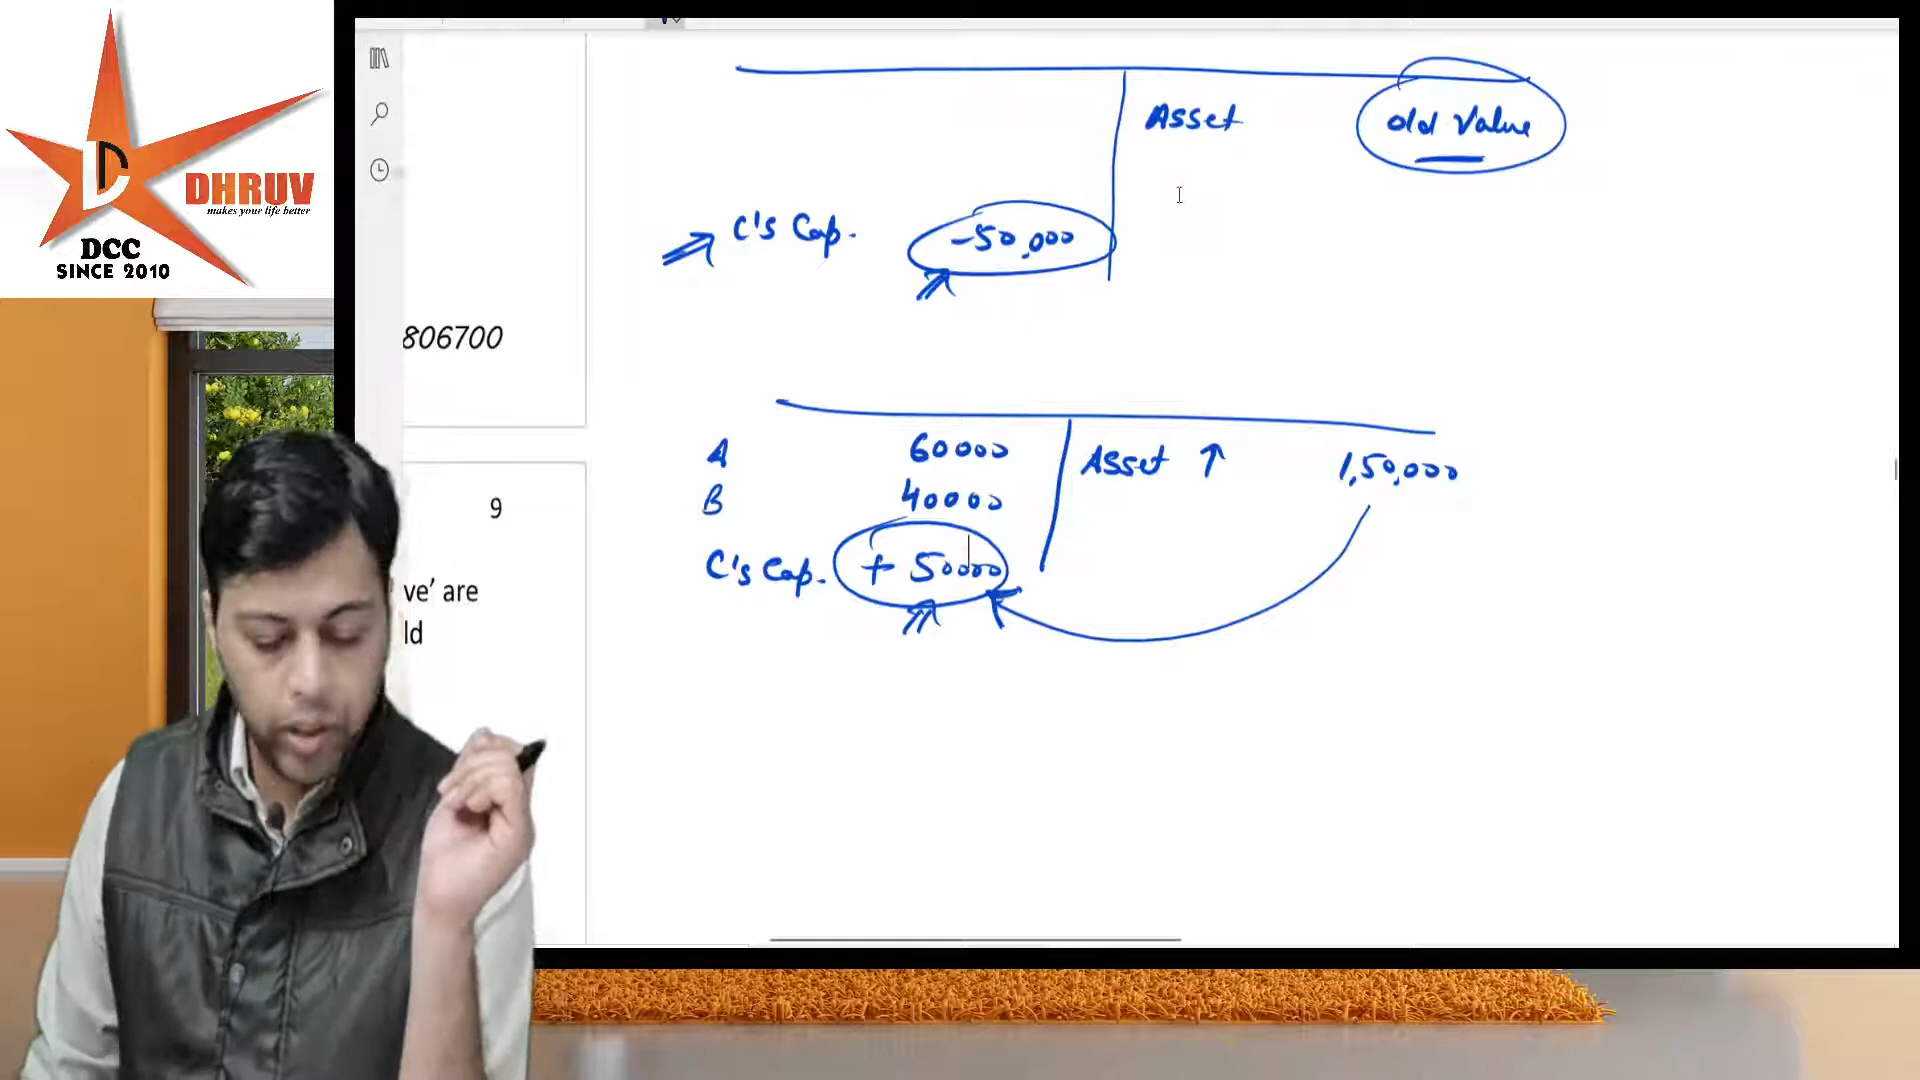 DHRUV
makes your life better
DCC
SINCE 2010
806700
9
ve’ are
ld
Asset old Value
C's Cap. -50,000
A 60000 Asset ↑ 1,50,000
B 40000
C's Cap. + 50000